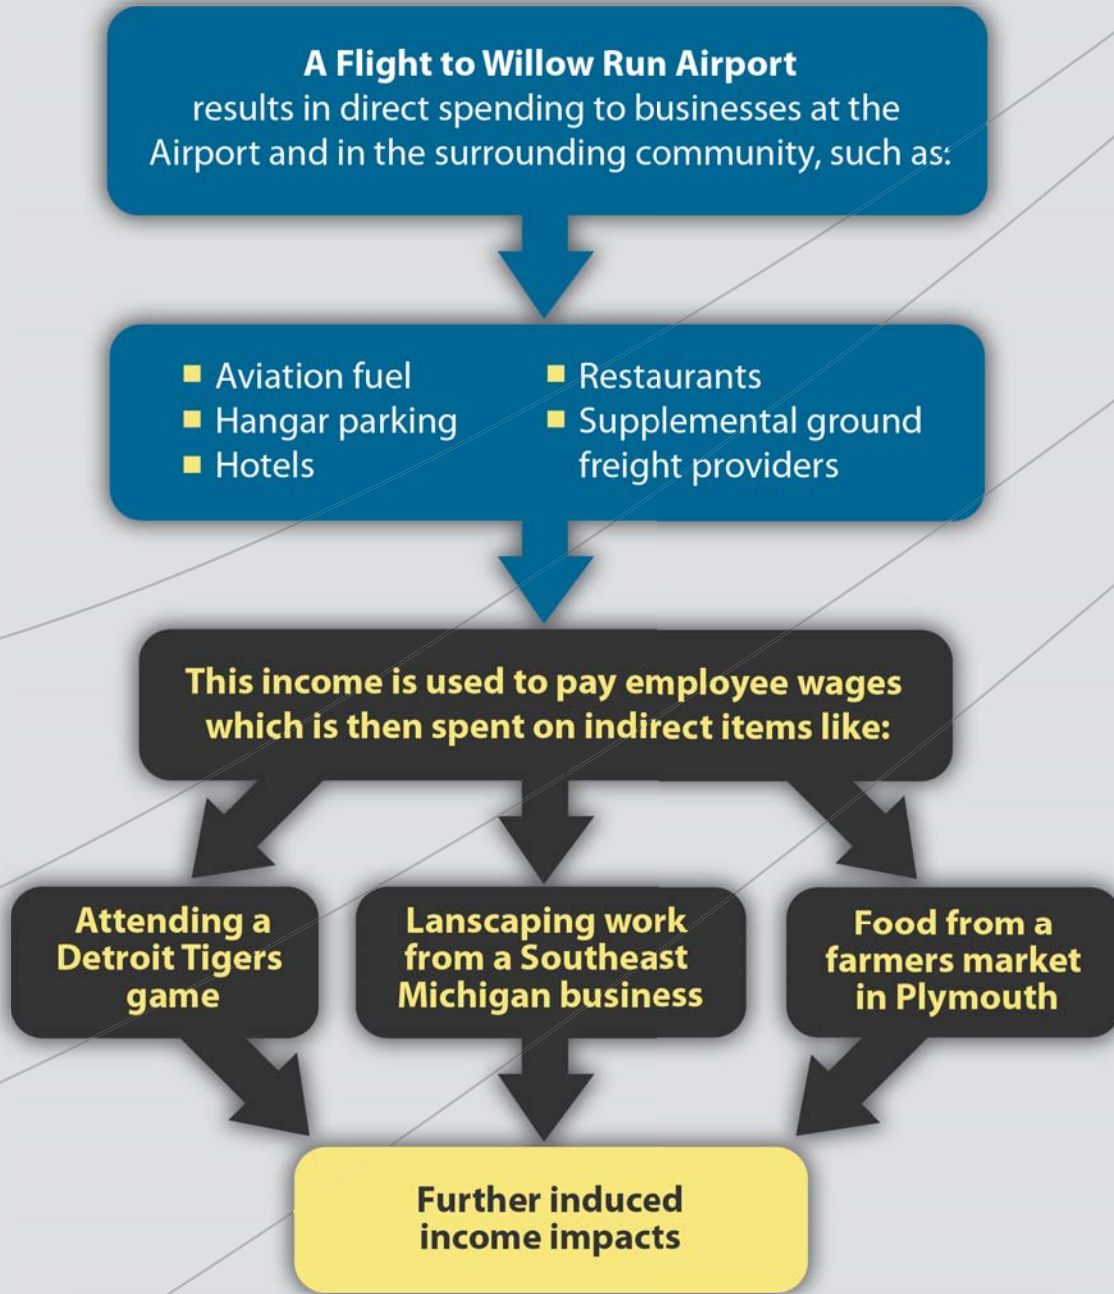 A Flight to Willow Run Airport
results in direct spending to businesses at the
Airport and in the surrounding community, such as:
Aviation fuel
Hangar parking
Hotels
Restaurants
Supplemental ground
freight providers
This income is used to pay employee wages
which is then spent on indirect items like:
Attending a
Detroit Tigers
game
Lanscaping work
from a Southeast
Michigan business
Food from a
farmers market
in Plymouth
Further induced
income impacts